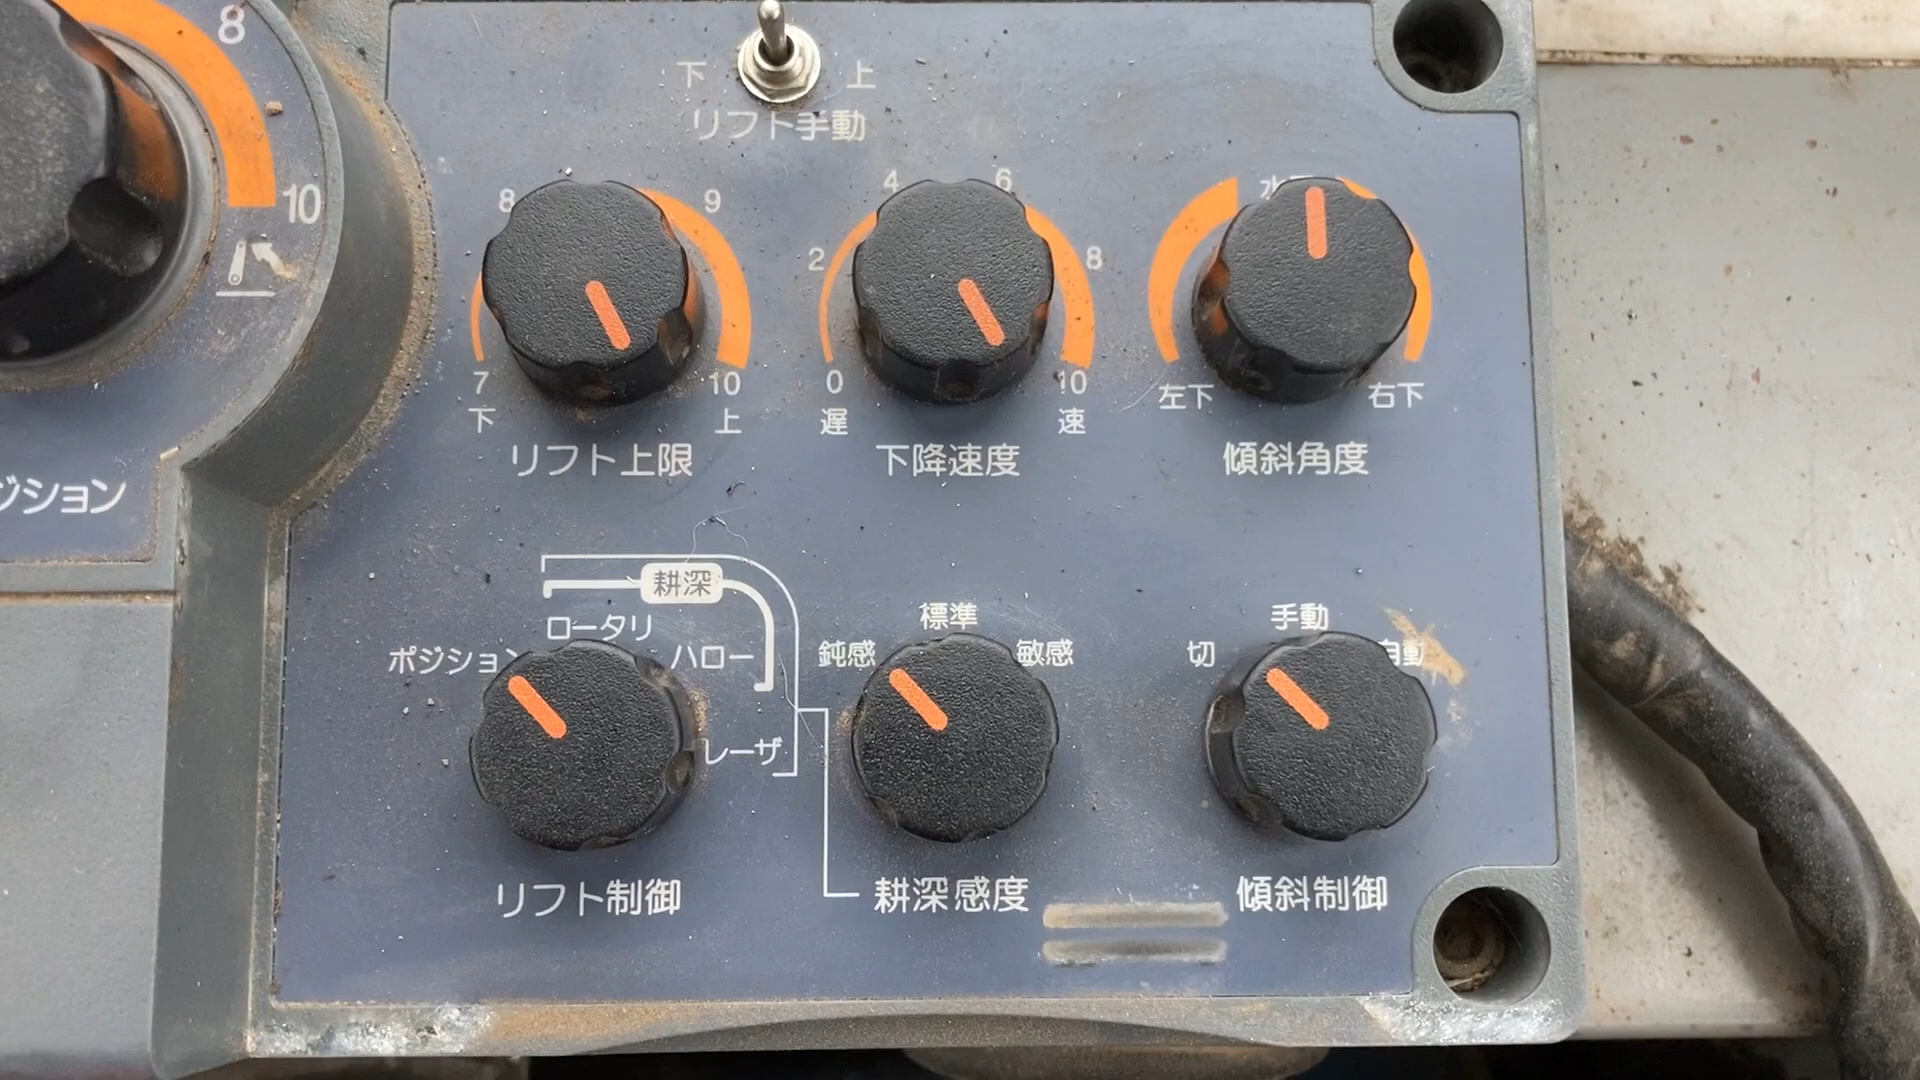 8
10
下 上
リフト手動
8 9
7 10
下 上
リフト上限
4 6
2 8
0 10
遅 速
下降速度
左下 右下
傾斜角度
ジション
耕深
ロータリ
ポジション
ハロー
レーザ
リフト制御
標準
鈍感 敏感
耕深感度
手動
切 自動
傾斜制御